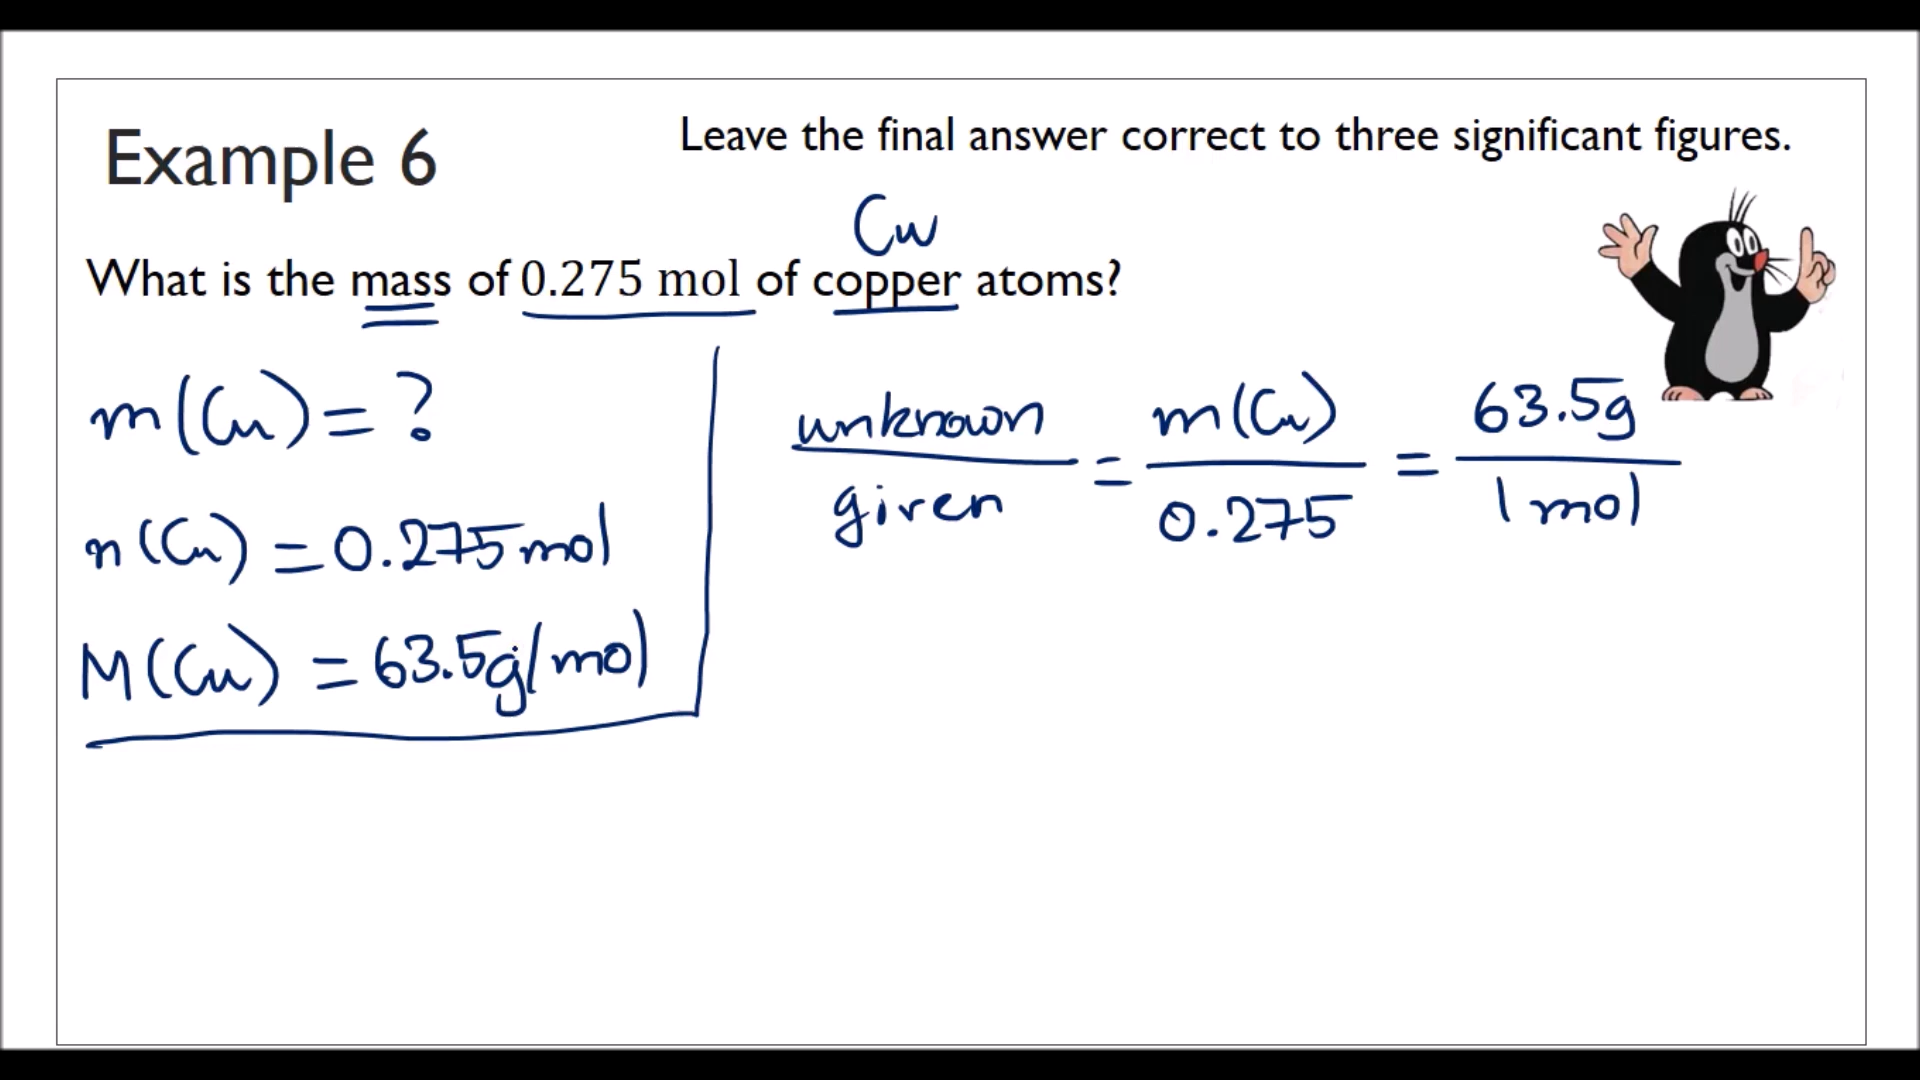 Example 6
Leave the final answer correct to three significant figures.
Cu
What is the mass of 0.275 mol of copper atoms?
m(Cu) = ?
n(Cu) = 0.275 mol
M(Cu) = 63.5g/mol
unknown
given
=
m(Cu)
0.275
=
63.5g
1 mol